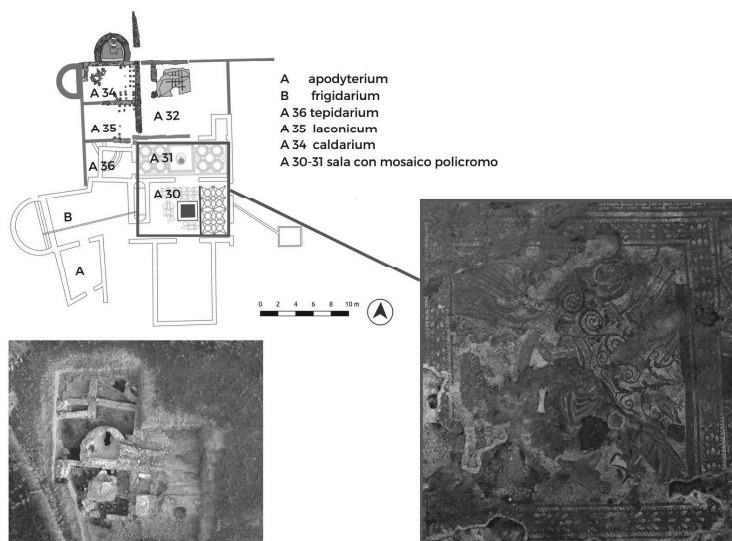 A 34
A 32
A 35
A 31
A 36
A 30
B
A
A apodyterium
B frigidarium
A 36 tepidarium
A 35 laconicum
A 34 caldarium
A 30-31 sala con mosaico policromo
0 2 4 6 8 10 m